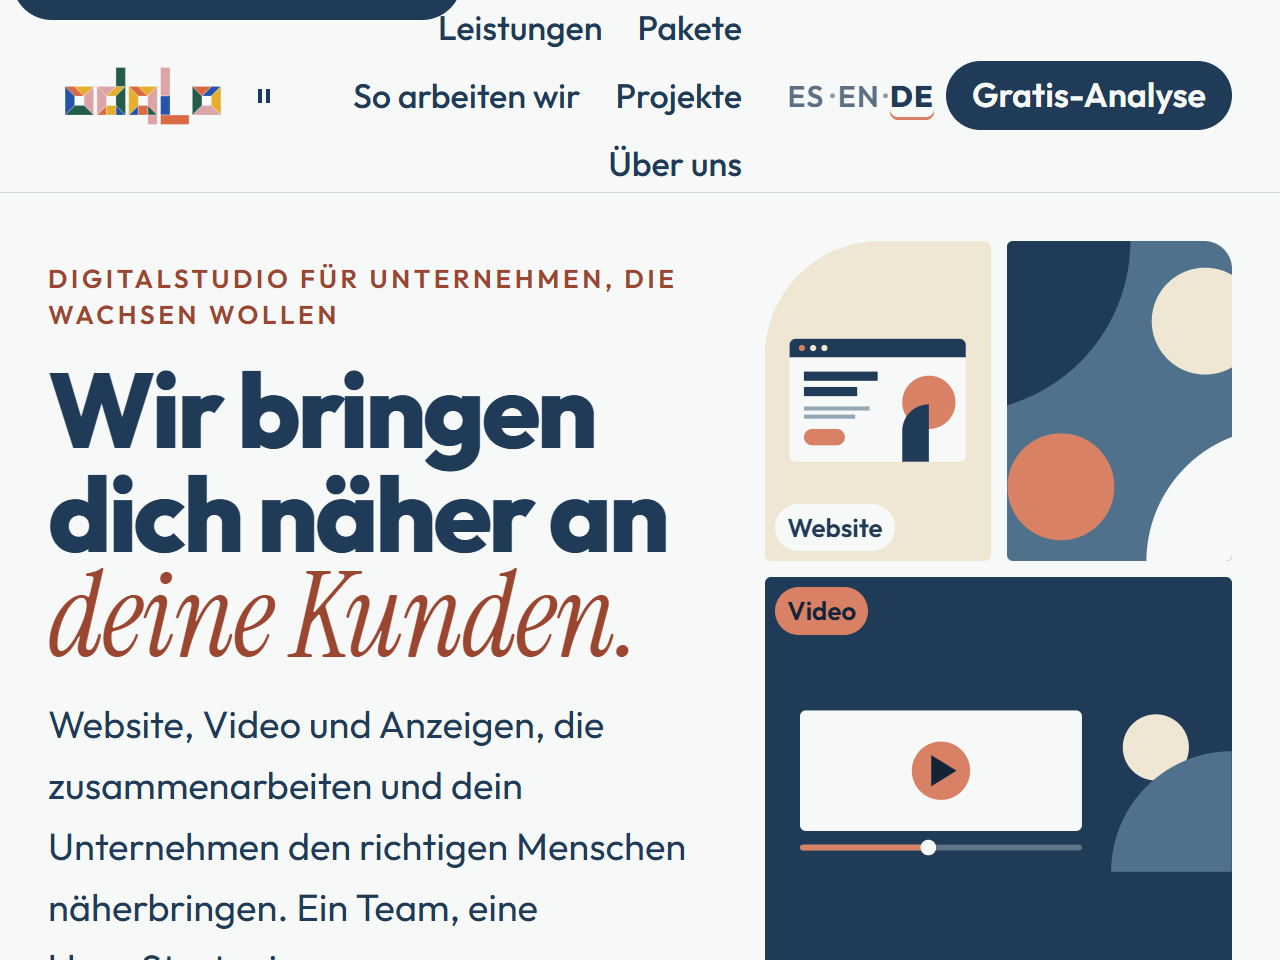 Leistungen Pakete
So arbeiten wir Projekte
Über uns
ES·EN·DE
Gratis-Analyse
DIGITALSTUDIO FÜR UNTERNEHMEN, DIE
WACHSEN WOLLEN
Wir bringen
dich näher an
deine Kunden.
Website, Video und Anzeigen, die
zusammenarbeiten und dein
Unternehmen den richtigen Menschen
näherbringen. Ein Team, eine
Website
Video